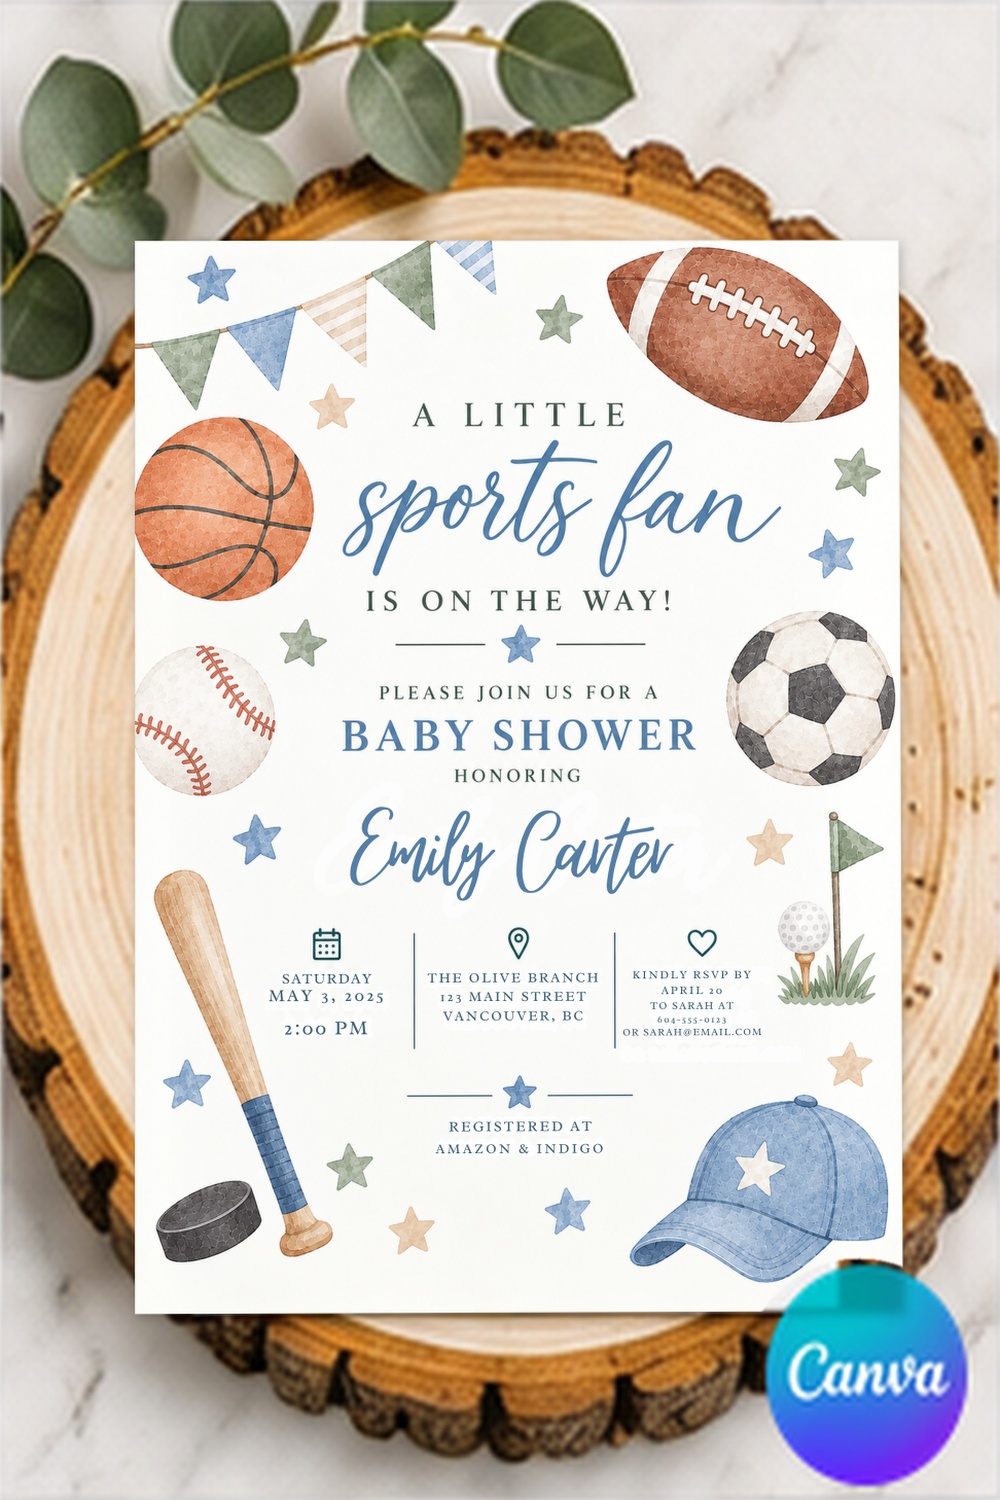 A LITTLE
sports fan
IS ON THE WAY!
PLEASE JOIN US FOR A
BABY SHOWER
HONORING
Emily Carter
SATURDAY
MAY 3, 2025
2:00 PM
THE OLIVE BRANCH
123 MAIN STREET
VANCOUVER, BC
KINDLY RSVP BY
APRIL 20
TO SARAH AT
604-555-0123
OR SARAH@EMAIL.COM
REGISTERED AT
AMAZON & INDIGO
Canva